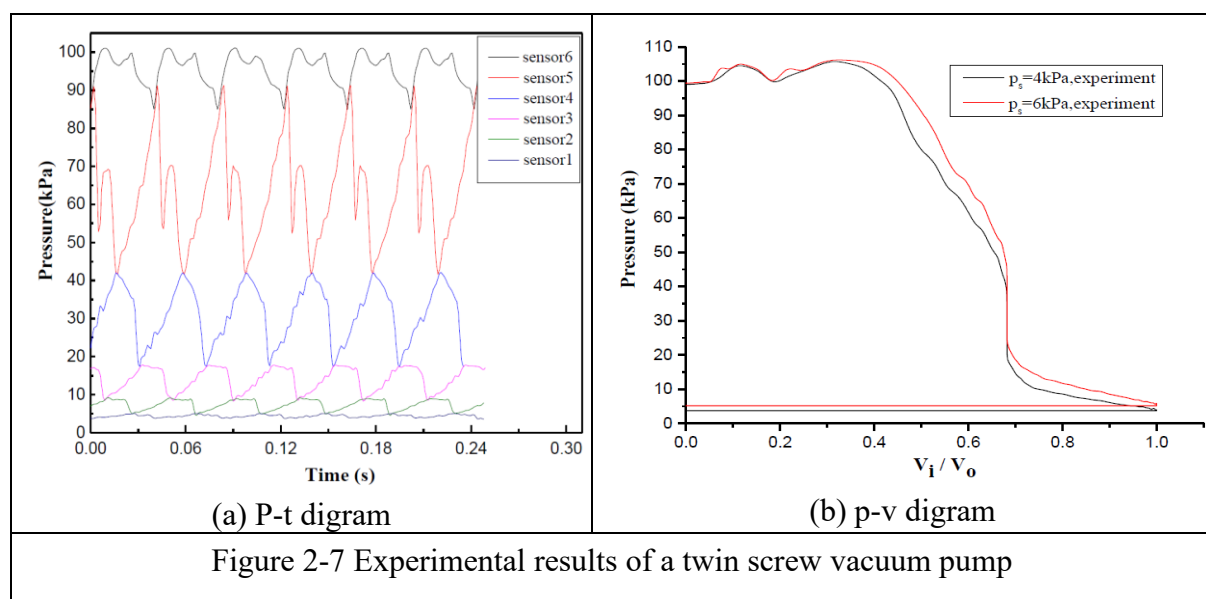 100
90
80
70
60
50
40
30
20
10
0
Pressure(kPa)
sensor6
sensor5
sensor4
sensor3
sensor2
sensor1
0.00
0.06
0.12
0.18
0.24
0.30
Time (s)
(a) P-t digram
110
100
90
80
70
60
50
40
30
20
10
0
Pressure (kPa)
pₛ=4kPa,experiment
pₛ=6kPa,experiment
0.0
0.2
0.4
0.6
0.8
1.0
Vᵢ / Vₒ
(b) p-v digram
Figure 2-7 Experimental results of a twin screw vacuum pump